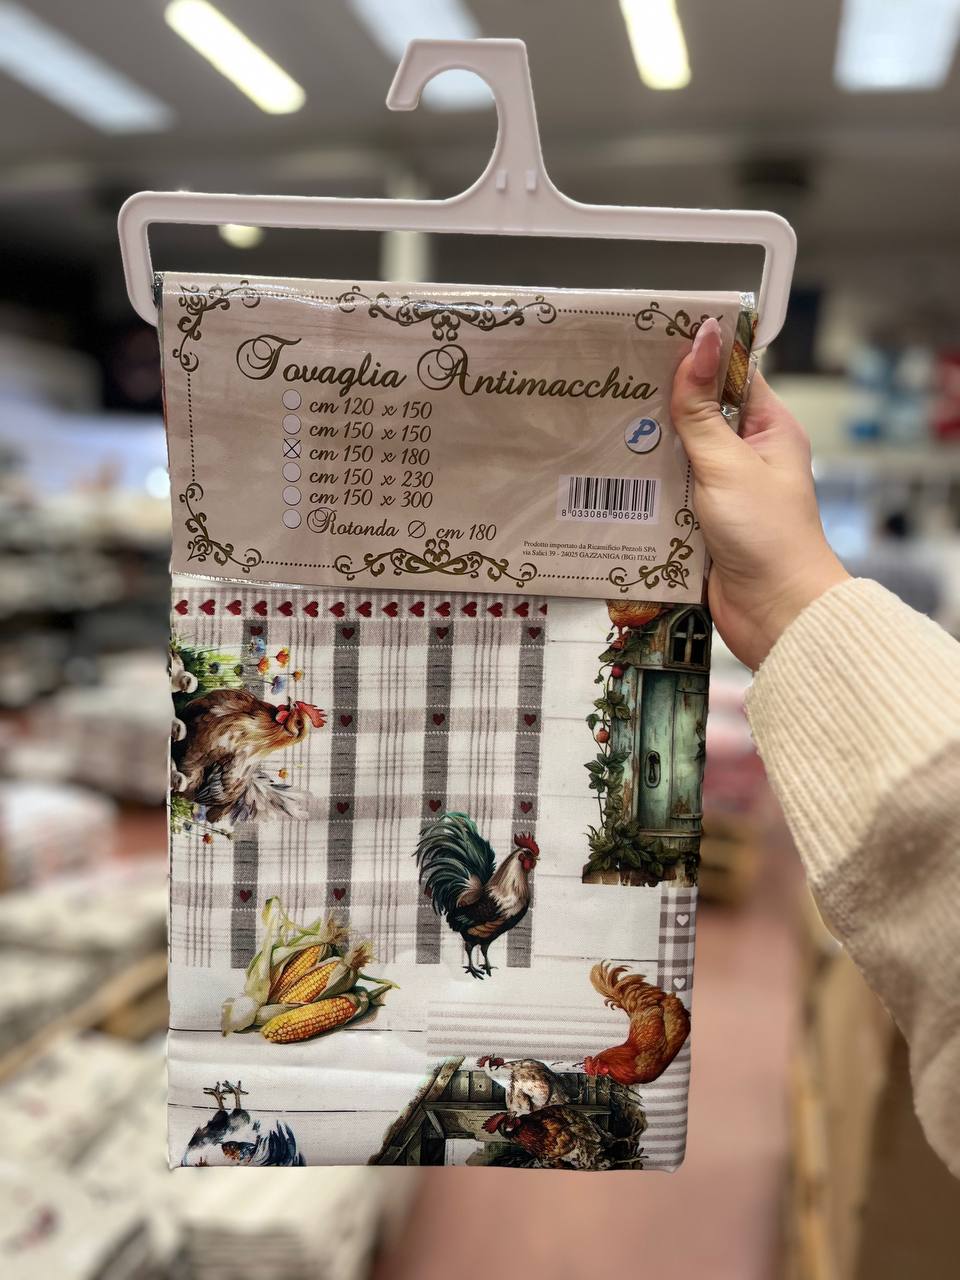 Tovaglia Antimacchia
cm 120 x 150
cm 150 x 150
cm 150 x 180
cm 150 x 230
cm 150 x 300
Rotonda Ø cm 180
P
8 033086 906289
Prodotto importato da Ricamificio Pezzoli SPA
via Salici 39 - 24025 GAZZANIGA (BG) ITALY